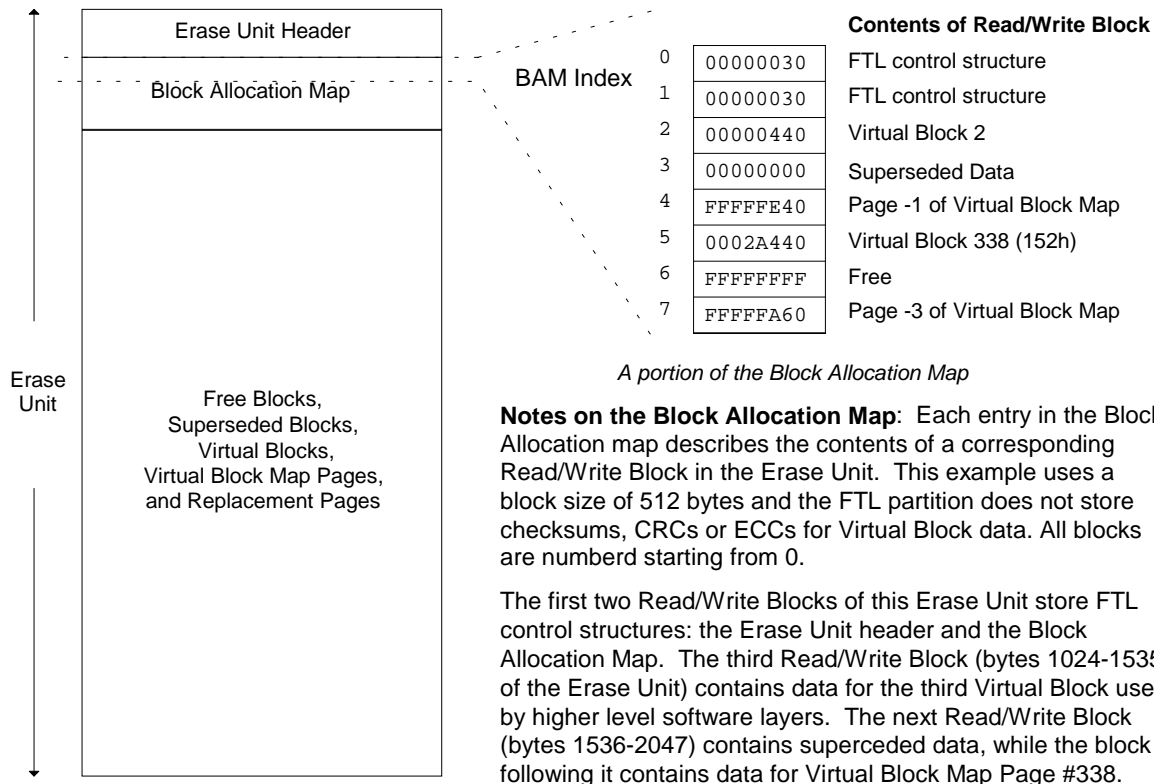 Erase Unit Header
Block Allocation Map
Erase
Unit
Free Blocks,
Superseded Blocks,
Virtual Blocks,
Virtual Block Map Pages,
and Replacement Pages
BAM Index
Contents of Read/Write Block
0 00000030 FTL control structure
1 00000030 FTL control structure
2 00000440 Virtual Block 2
3 00000000 Superseded Data
4 FFFFFE40 Page -1 of Virtual Block Map
5 0002A440 Virtual Block 338 (152h)
6 FFFFFFFF Free
7 FFFFFA60 Page -3 of Virtual Block Map
A portion of the Block Allocation Map
Notes on the Block Allocation Map: Each entry in the Bloc
Allocation map describes the contents of a corresponding
Read/Write Block in the Erase Unit. This example uses a
block size of 512 bytes and the FTL partition does not store
checksums, CRCs or ECCs for Virtual Block data. All blocks
are numberd starting from 0.
The first two Read/Write Blocks of this Erase Unit store FTL
control structures: the Erase Unit header and the Block
Allocation Map. The third Read/Write Block (bytes 1024-1535
of the Erase Unit) contains data for the third Virtual Block use
by higher level software layers. The next Read/Write Block
(bytes 1536-2047) contains superceded data, while the block
following it contains data for Virtual Block Map Page #338.